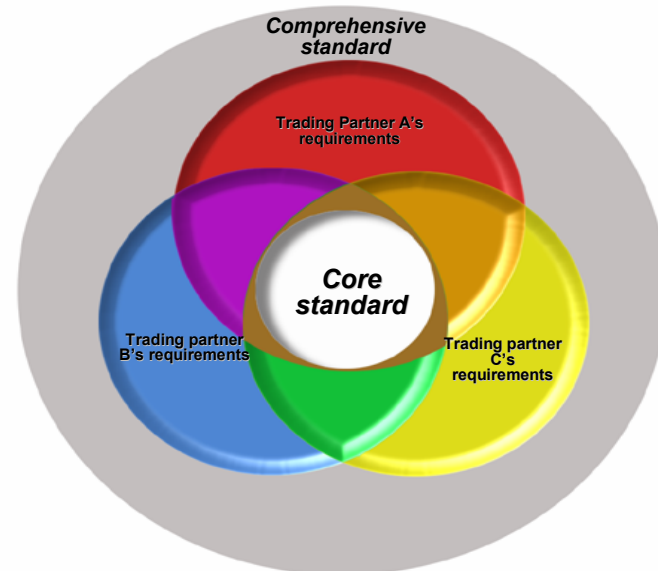 Comprehensive
standard
Trading Partner A's
requirements
Core
standard
Trading partner
B's requirements
Trading partner
C's
requirements